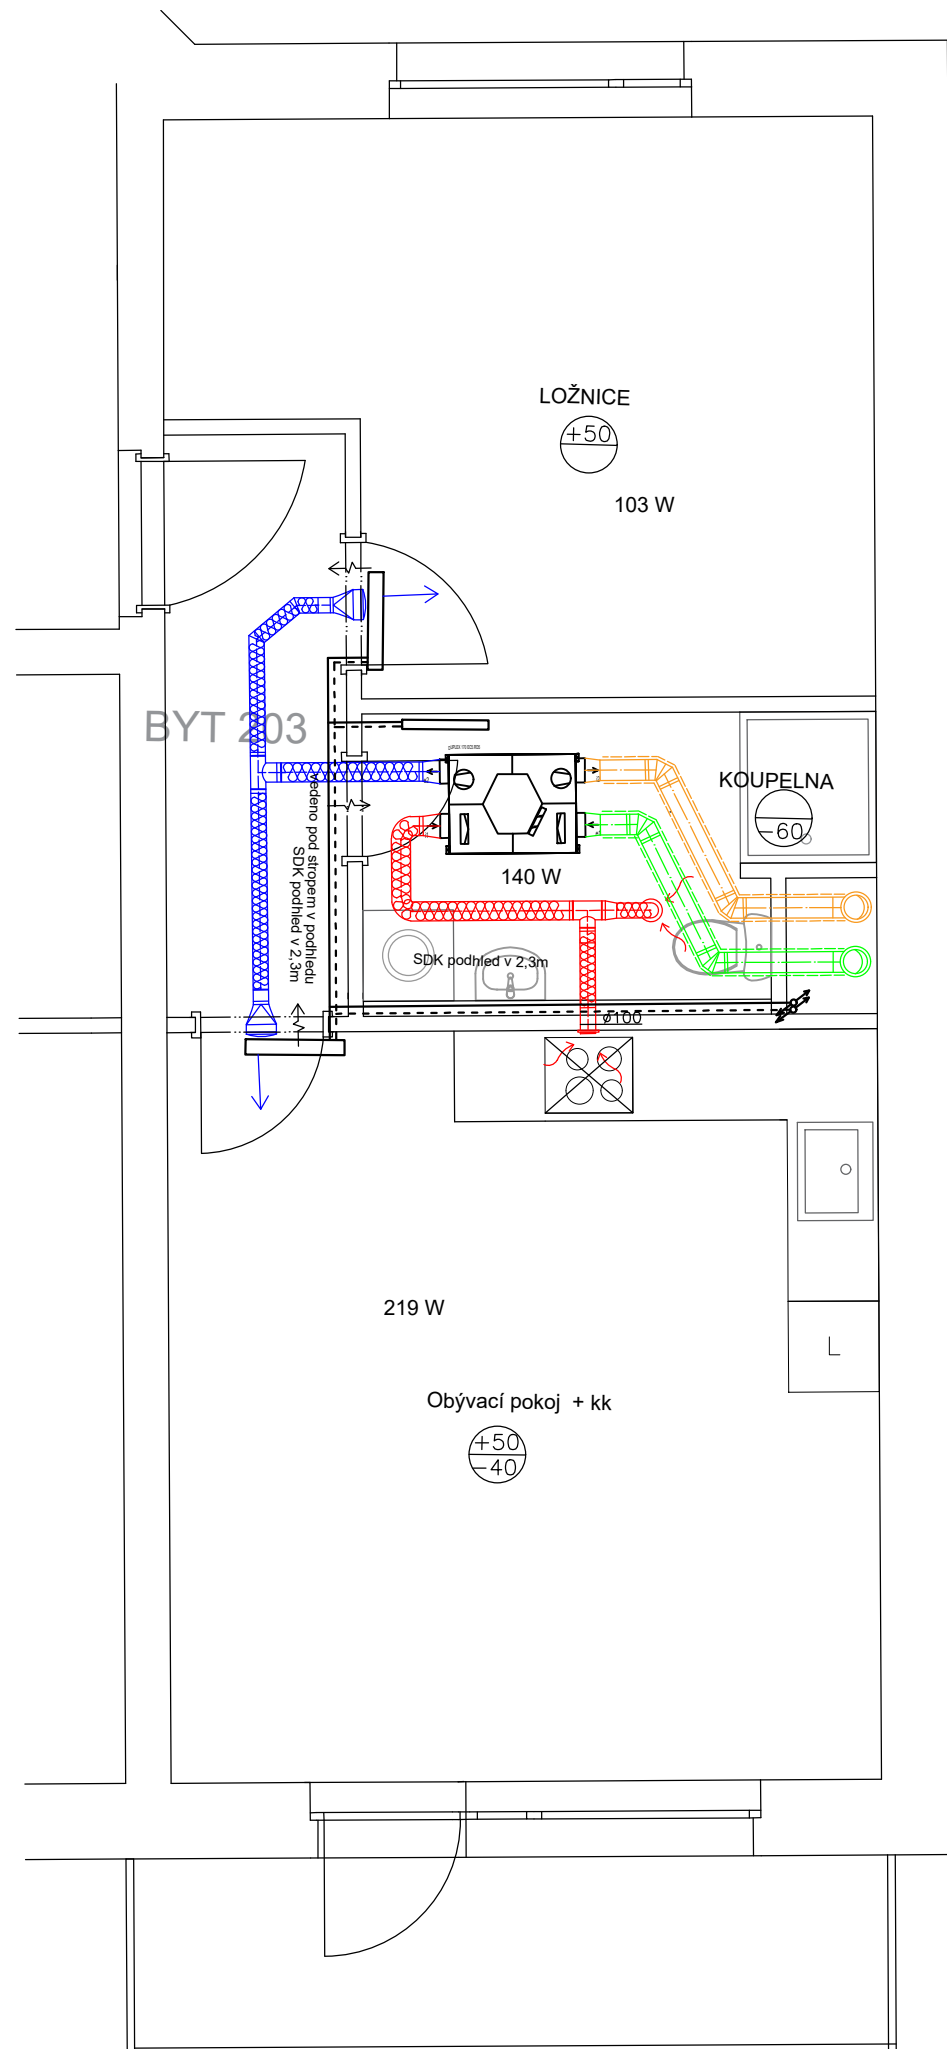 LOŽNICE
+50
103 W
BYT 203
KOUPELNA
-60
140 W
vedeno pod stropem v podhledu
SDK podhled v 2,3m
SDK podhled v 2,3m
ø100
219 W
L
Obývací pokoj + kk
+50
-40